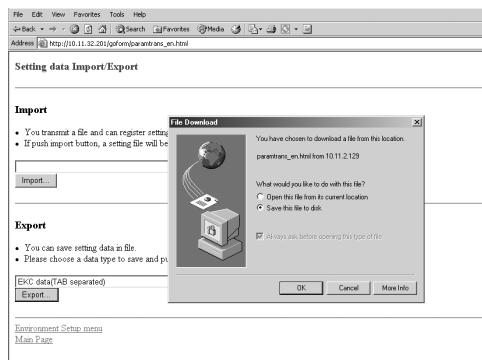 File Edit View Favorites Tools Help
Back Search Favorites Media
Address http://10.11.32.201/goform/paramtrans_en.html
Setting data Import/Export
Import
• You transmit a file and can register setting
• If push import button, a setting file will be
Import...
Export
• You can save setting data in file.
• Please choose a data type to save and pu
EKC data(TAB separated)
Export...
Environment Setup menu
Main Page
File Download
You have chosen to download a file from this location.
paramtrans_en.html from 10.11.2.129
What would you like to do with this file?
Open this file from its current location
Save this file to disk
Always ask before opening this type of file
OK Cancel More Info